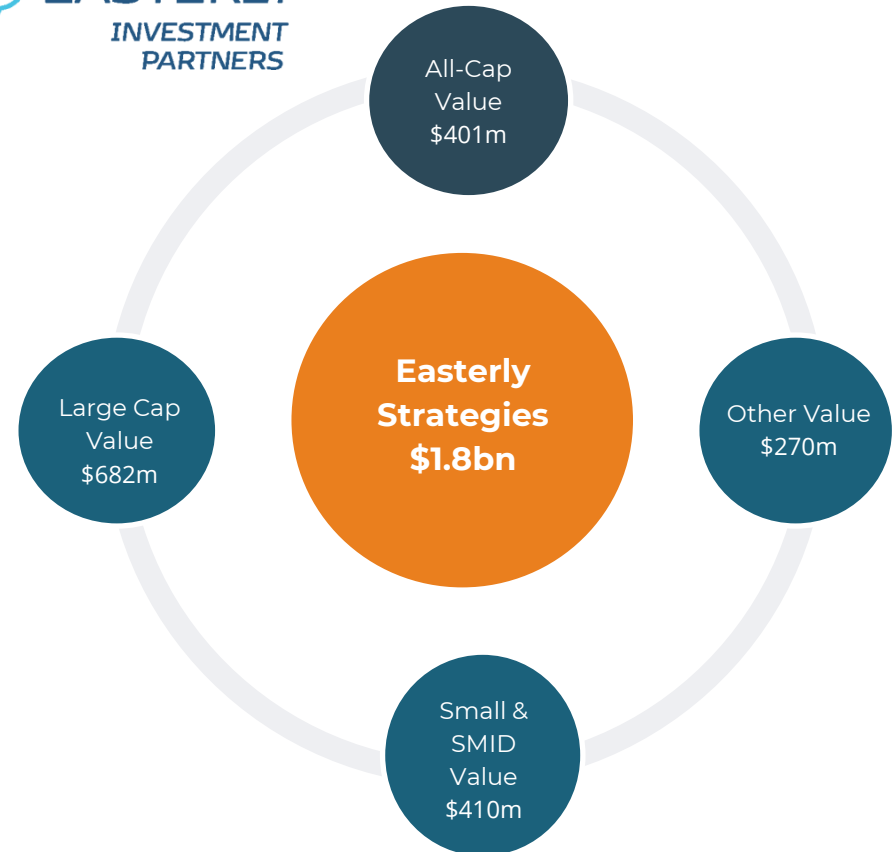 INVESTMENT
PARTNERS
All-Cap
Value
$401m
Easterly
Strategies
$1.8bn
Large Cap
Value
$682m
Other Value
$270m
Small &
SMID
Value
$410m